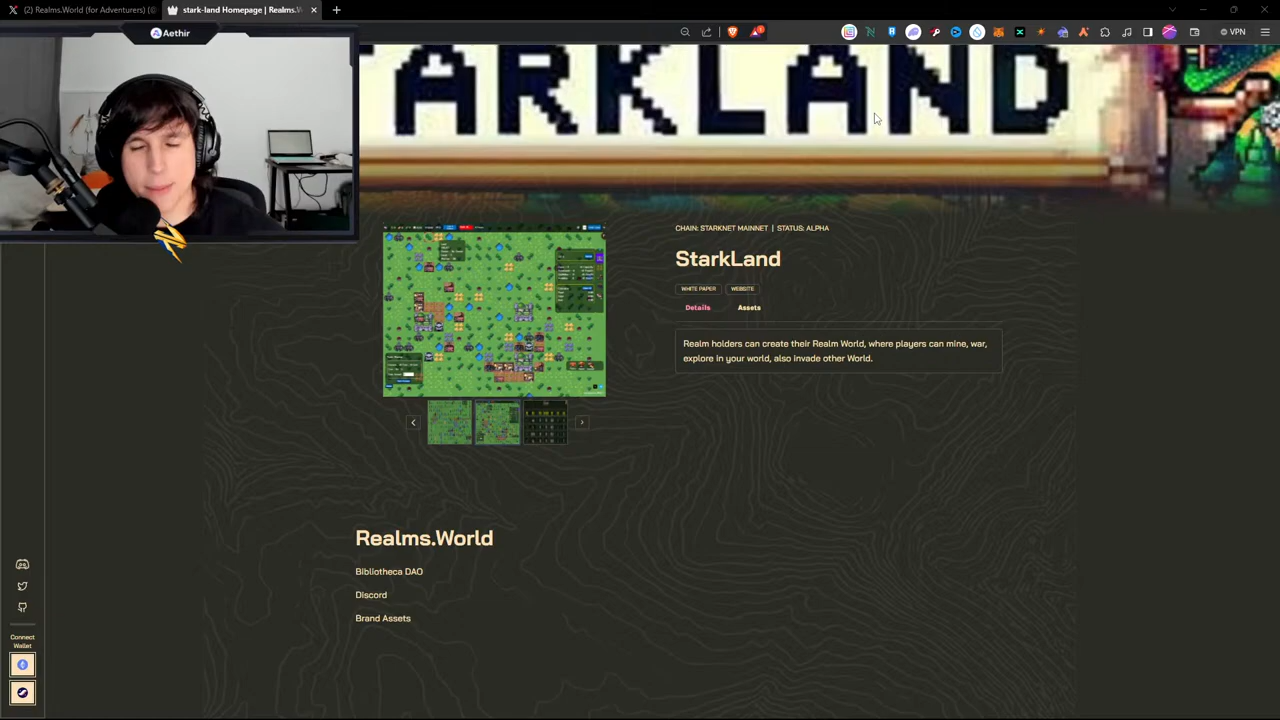 (2) Realms.World (for Adventurers) (@
stark-land Homepage | Realms.W
VPN
Aethir
TARKLAND
CHAIN: STARKNET MAINNET | STATUS: ALPHA
StarkLand
WHITE PAPER
WEBSITE
Details
Assets
Realm holders can create their Realm World, where players can mine, war,
explore in your world, also invade other World.
Realms.World
Bibliotheca DAO
Discord
Brand Assets
Connect
Wallet